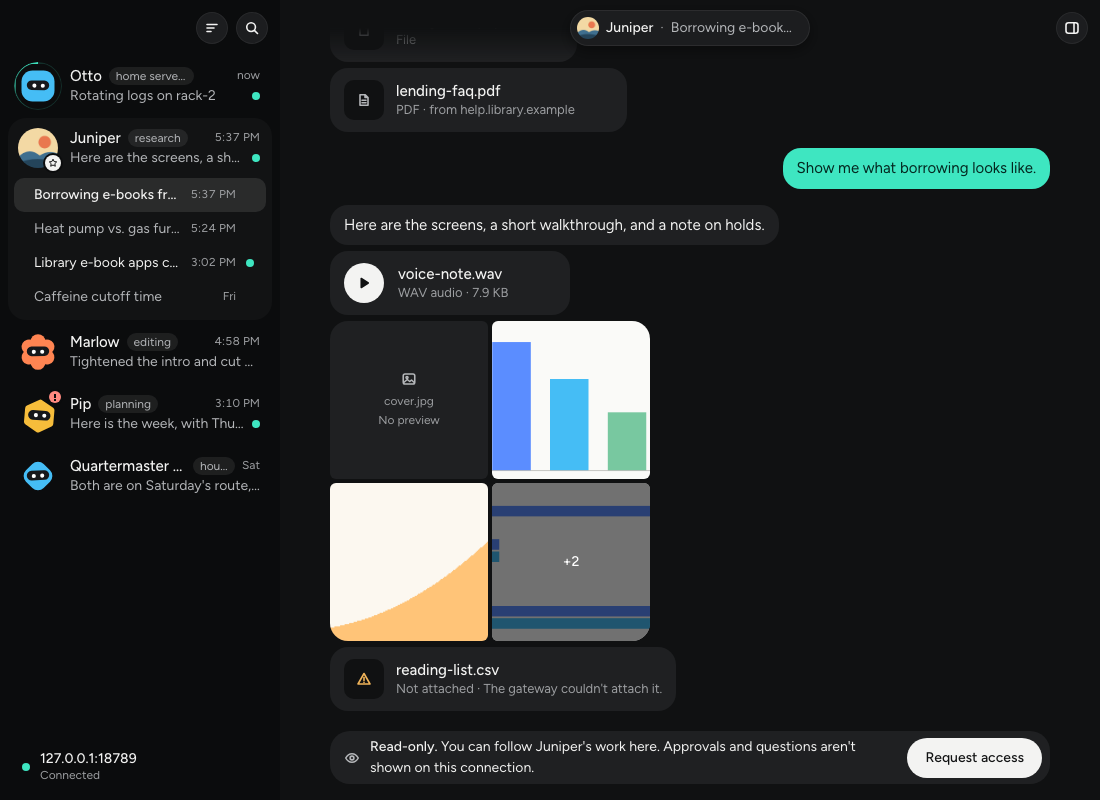 Otto home serve... now
Rotating logs on rack-2
Juniper research 5:37 PM
Here are the screens, a sh...
Borrowing e-books fr... 5:37 PM
Heat pump vs. gas fur... 5:24 PM
Library e-book apps c... 3:02 PM
Caffeine cutoff time Fri
Marlow editing 4:58 PM
Tightened the intro and cut ...
Pip planning 3:10 PM
Here is the week, with Thu...
Quartermaster ... hou... Sat
Both are on Saturday's route,...
127.0.0.1:18789
Connected
Juniper · Borrowing e-book...
File
lending-faq.pdf
PDF · from help.library.example
Show me what borrowing looks like.
Here are the screens, a short walkthrough, and a note on holds.
voice-note.wav
WAV audio · 7.9 KB
cover.jpg
No preview
+2
reading-list.csv
Not attached · The gateway couldn't attach it.
Read-only. You can follow Juniper's work here. Approvals and questions aren't
shown on this connection.
Request access